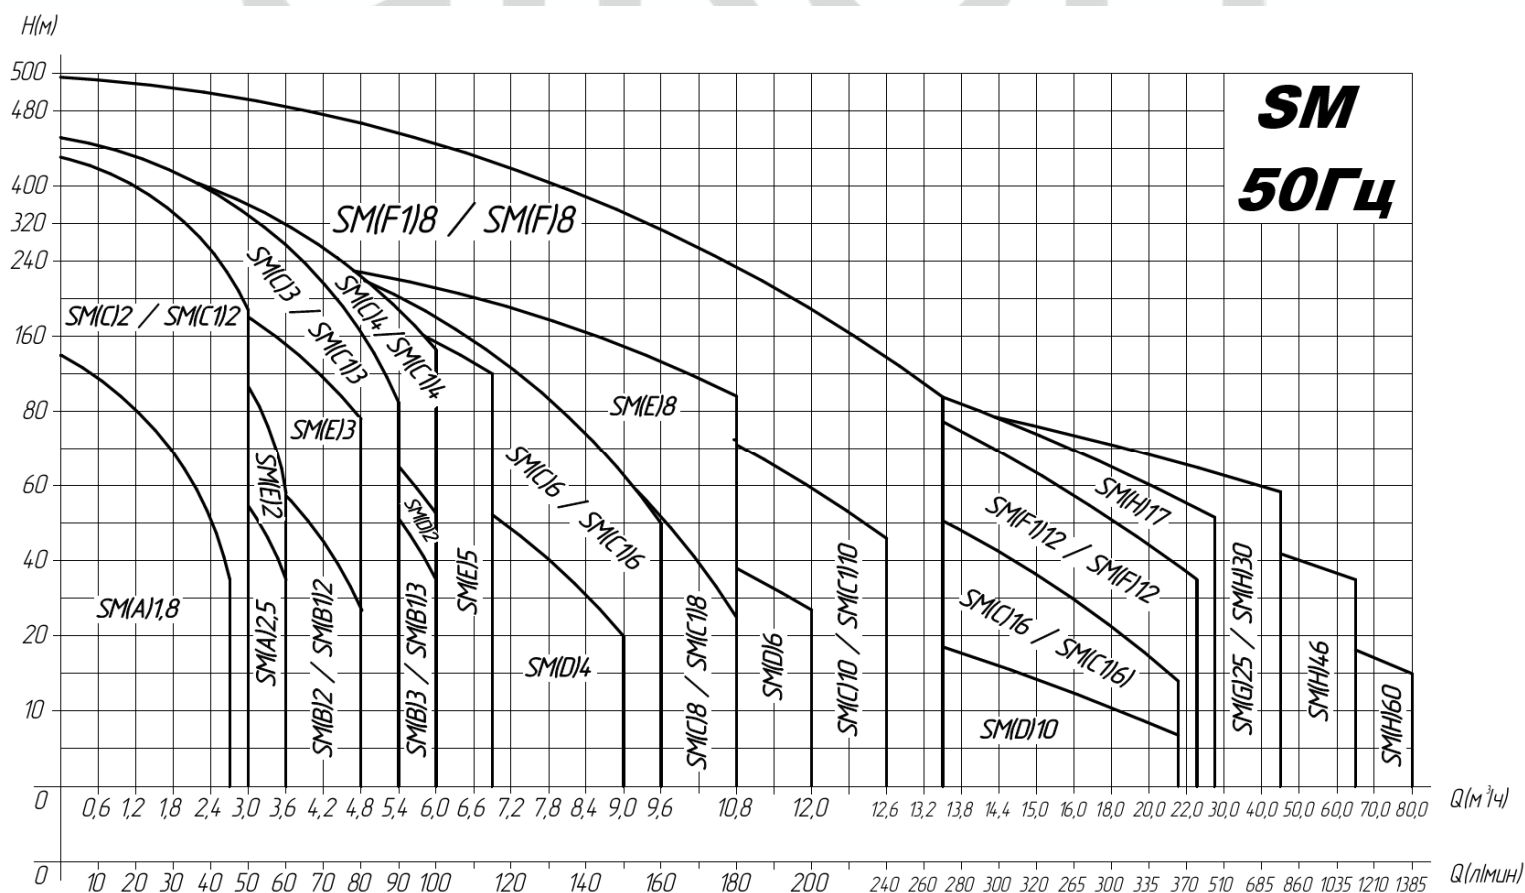 H(м)
500
480
400
320
240
160
80
60
40
20
10
0
SM
50Гц
SM(F1)8 / SM(F)8
SM(C)2 / SM(C1)2
SM(C)3 / SM(C1)3
SM(C)4/SM(C1)4
SM(E)3
SM(E)8
SM(E)2
SM(D)2
SM(E)5
SM(C)6 / SM(C1)6
SM(A)1,8
SM(A)2,5
SM(B)2 / SM(B1)2
SM(B)3 / SM(B1)3
SM(D)4
SM(C)8 / SM(C1)8
SM(D)6
SM(C)10 / SM(C1)10
SM(H)17
SM(F1)12 / SM(F)12
SM(C)16 / SM(C1)6)
SM(D)10
SM(G)25 / SM(H)30
SM(H)46
SM(H)60
0,6 1,2 1,8 2,4 3,0 3,6 4,2 4,8 5,4 6,0 6,6 7,2 7,8 8,4 9,0 9,6 10,8 12,0 12,6 13,2 13,8 14,4 15,0 16,0 18,0 20,0 22,0 30,0 40,0 50,0 60,0 70,0 80,0 Q(м³/ч)
0 10 20 30 40 50 60 70 80 90 100 120 140 160 180 200 240 260 280 300 320 265 300 335 370 510 685 860 1035 1210 1385 Q(л/мин)